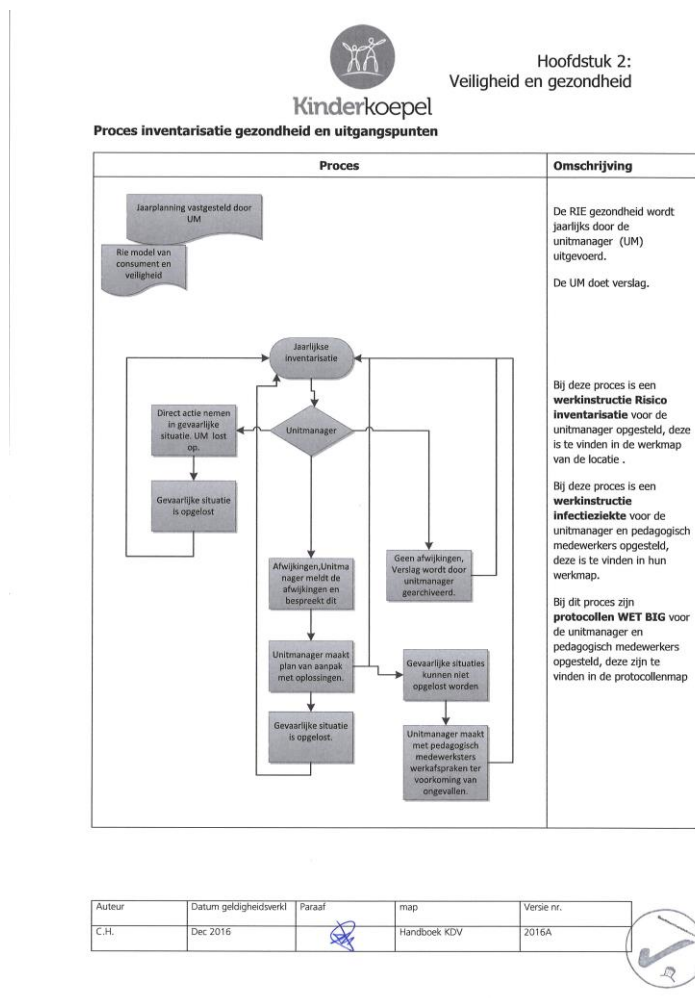 Kinderkoepel
Hoofdstuk 2:
Veiligheid en gezondheid
Proces inventarisatie gezondheid en uitgangspunten
Proces
Omschrijving
Jaarplanning vastgesteld door
UM
Rie model van
consument en
veiligheid
De RIE gezondheid wordt
jaarlijks door de
unitmanager (UM)
uitgevoerd.
De UM doet verslag.
Jaarlijkse
inventarisatie
Unitmanager
Direct actie nemen
in gevaarlijke
situatie. UM lost
op.
Gevaarlijke situatie
is opgelost
Afwijkingen,Unitma
nager meldt de
afwijkingen en
bespreekt dit
Geen afwijkingen,
Verslag wordt door
unitmanager
gearchiveerd.
Unitmanager maakt
plan van aanpak
met oplossingen.
Gevaarlijke situaties
kunnen niet
opgelost worden
Gevaarlijke situatie
is opgelost.
Unitmanager maakt
met pedagogisch
medewerksters
werkafspraken ter
voorkoming van
ongevallen.
Bij deze proces is een
werkinstructie Risico
inventarisatie voor de
unitmanager opgesteld, deze
is te vinden in de werkmap
van de locatie .
Bij deze proces is een
werkinstructie
infectieziekte voor de
unitmanager en pedagogisch
medewerkers opgesteld,
deze is te vinden in hun
werkmap.
Bij dit proces zijn
protocollen WET BIG voor
de unitmanager en
pedagogisch medewerkers
opgesteld, deze zijn te
vinden in de protocollenmap
Auteur
Datum geldigheidsverkl
Paraaf
map
Versie nr.
C.H.
Dec 2016
Handboek KDV
2016A